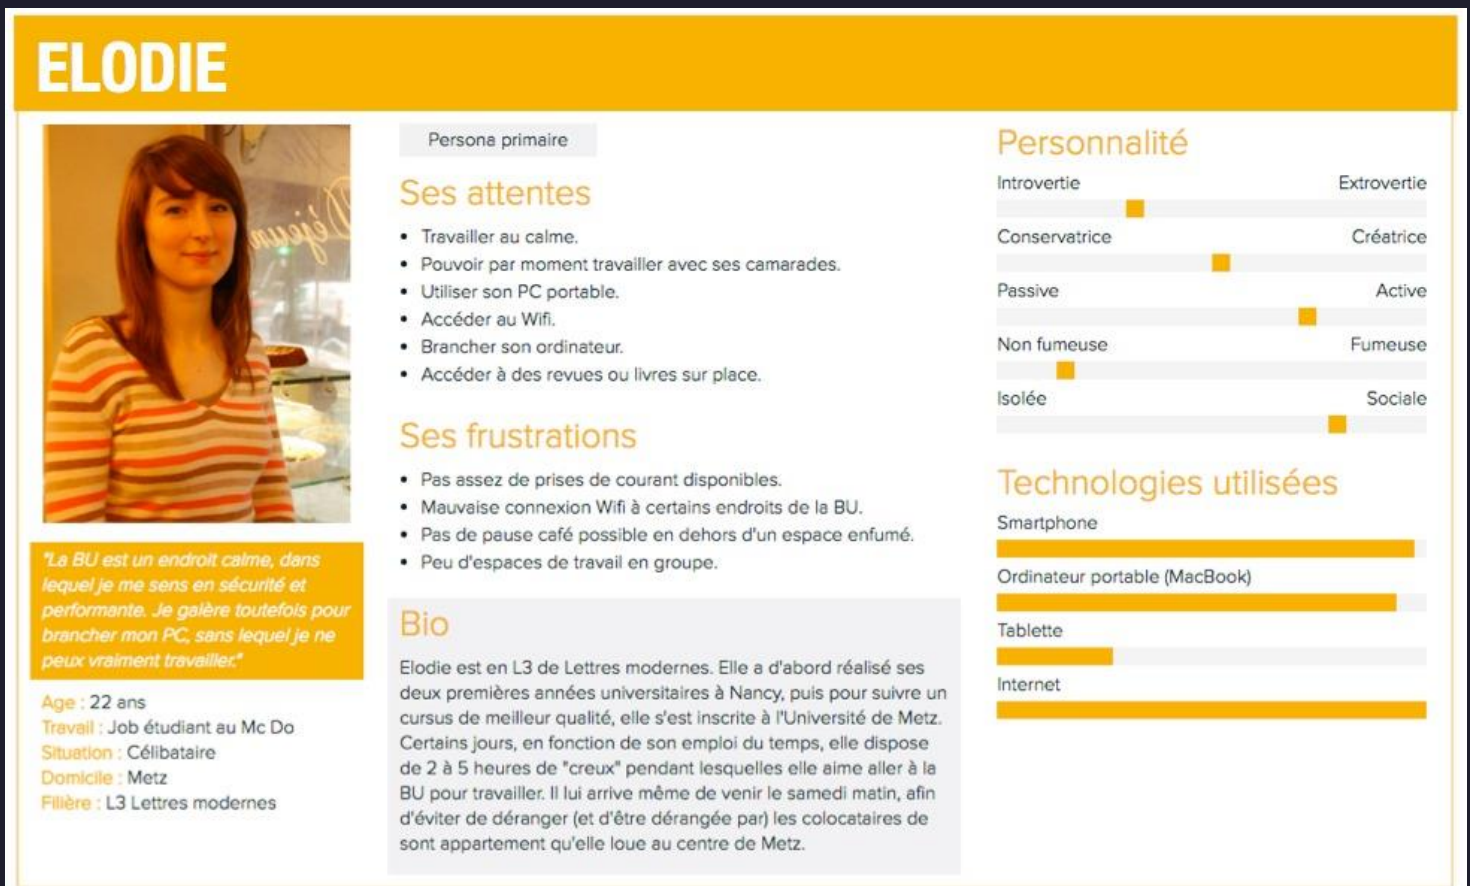 ELODIE
Déjeun
"La BU est un endroit calme, dans
lequel je me sens en sécurité et
performante. Je galère toutefois pour
brancher mon PC, sans lequel je ne
peux vraiment travailler."
Age : 22 ans
Travail : Job étudiant au Mc Do
Situation : Célibataire
Domicile : Metz
Filière : L3 Lettres modernes
Persona primaire
Ses attentes
• Travailler au calme.
• Pouvoir par moment travailler avec ses camarades.
• Utiliser son PC portable.
• Accéder au Wifi.
• Brancher son ordinateur.
• Accéder à des revues ou livres sur place.
Ses frustrations
• Pas assez de prises de courant disponibles.
• Mauvaise connexion Wifi à certains endroits de la BU.
• Pas de pause café possible en dehors d'un espace enfumé.
• Peu d'espaces de travail en groupe.
Bio
Elodie est en L3 de Lettres modernes. Elle a d'abord réalisé ses
deux premières années universitaires à Nancy, puis pour suivre un
cursus de meilleur qualité, elle s'est inscrite à l'Université de Metz.
Certains jours, en fonction de son emploi du temps, elle dispose
de 2 à 5 heures de "creux" pendant lesquelles elle aime aller à la
BU pour travailler. Il lui arrive même de venir le samedi matin, afin
d'éviter de déranger (et d'être dérangée par) les colocataires de
sont appartement qu'elle loue au centre de Metz.
Personnalité
Introvertie Extrovertie
Conservatrice Créatrice
Passive Active
Non fumeuse Fumeuse
Isolée Sociale
Technologies utilisées
Smartphone
Ordinateur portable (MacBook)
Tablette
Internet